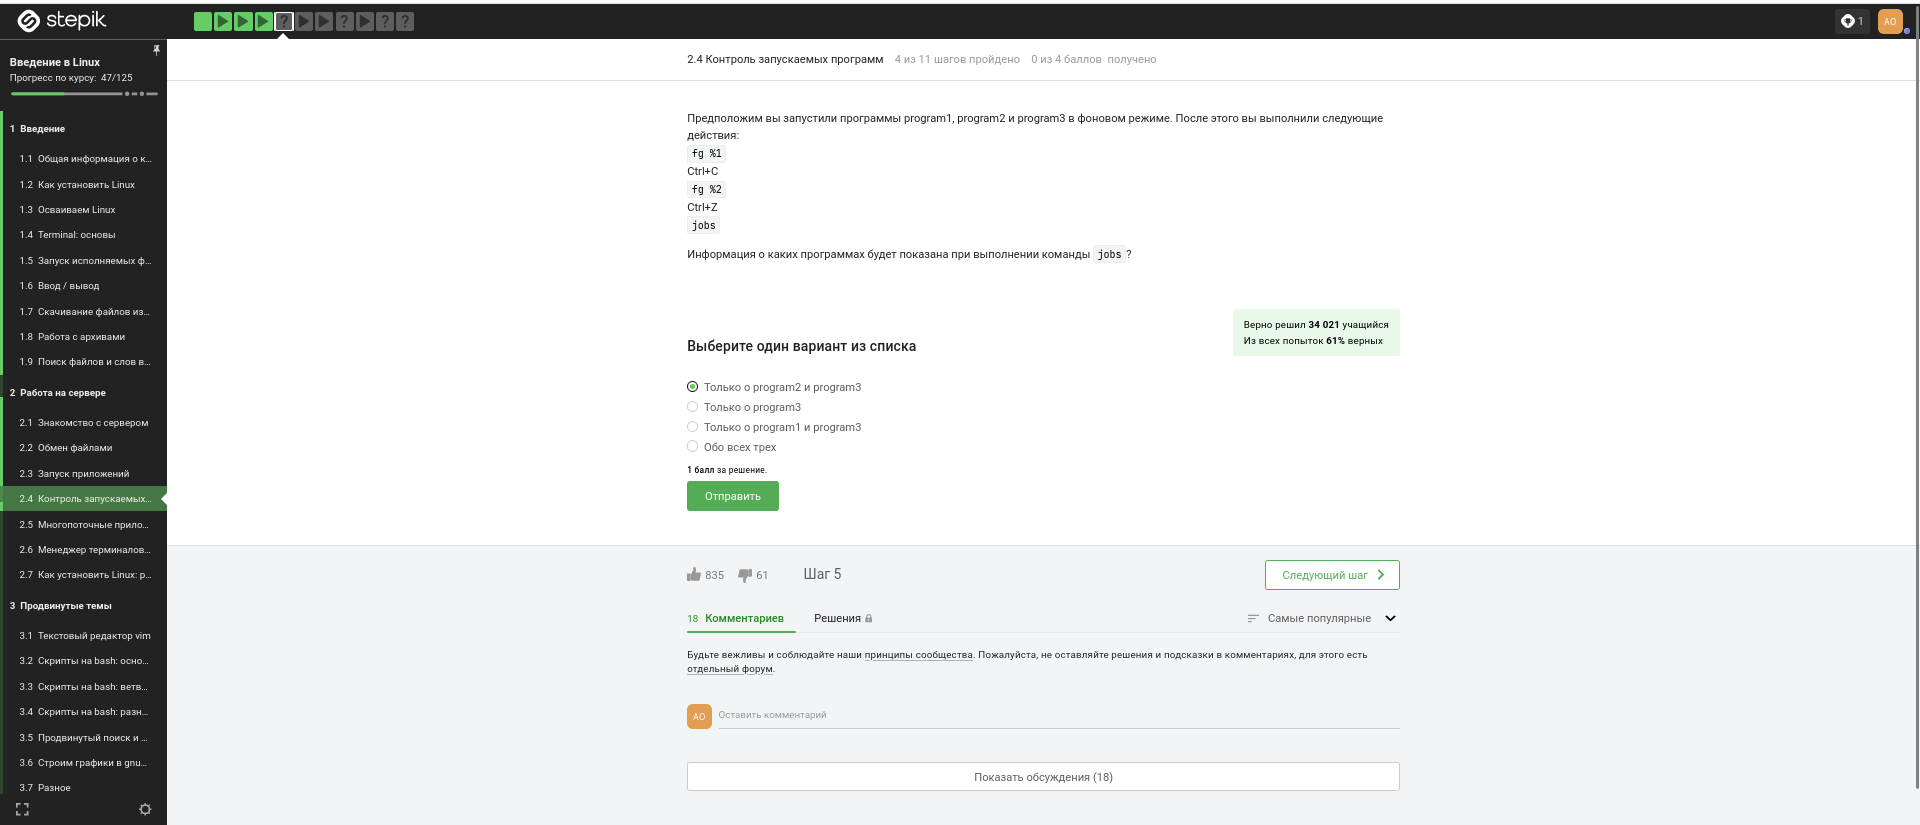 stepik
? ? ? ?
1
АО
Введение в Linux
Прогресс по курсу: 47/125
1 Введение
1.1 Общая информация о к...
1.2 Как установить Linux
1.3 Осваиваем Linux
1.4 Terminal: основы
1.5 Запуск исполняемых ф...
1.6 Ввод / вывод
1.7 Скачивание файлов из...
1.8 Работа с архивами
1.9 Поиск файлов и слов в...
2 Работа на сервере
2.1 Знакомство с сервером
2.2 Обмен файлами
2.3 Запуск приложений
2.4 Контроль запускаемых...
2.5 Многопоточные прило...
2.6 Менеджер терминалов...
2.7 Как установить Linux: р...
3 Продвинутые темы
3.1 Текстовый редактор vim
3.2 Скрипты на bash: осно...
3.3 Скрипты на bash: ветв...
3.4 Скрипты на bash: разн...
3.5 Продвинутый поиск и ...
3.6 Строим графики в gnu...
3.7 Разное
2.4 Контроль запускаемых программ 4 из 11 шагов пройдено 0 из 4 баллов получено
Предположим вы запустили программы program1, program2 и program3 в фоновом режиме. После этого вы выполнили следующие
действия:
fg %1
Ctrl+C
fg %2
Ctrl+Z
jobs
Информация о каких программах будет показана при выполнении команды jobs ?
Верно решил 34 021 учащийся
Из всех попыток 61% верных
Выберите один вариант из списка
Только о program2 и program3
Только о program3
Только о program1 и program3
Обо всех трех
1 балл за решение.
Отправить
835 61 Шаг 5
Следующий шаг
18 Комментариев Решения
Самые популярные
Будьте вежливы и соблюдайте наши принципы сообщества. Пожалуйста, не оставляйте решения и подсказки в комментариях, для этого есть
отдельный форум.
АО Оставить комментарий
Показать обсуждения (18)